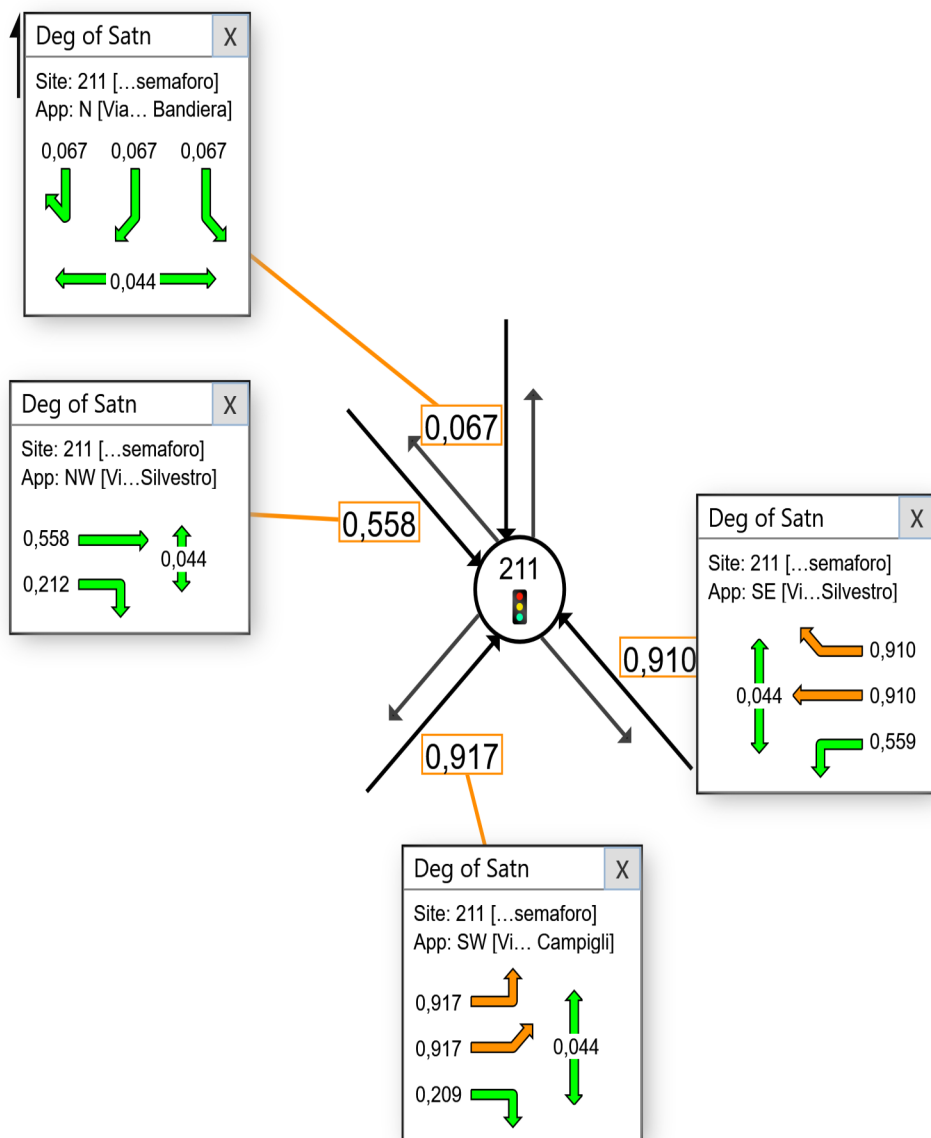 Deg of Satn X
Site: 211 […semaforo]
App: N [Via… Bandiera]
0,067 0,067 0,067
0,044
Deg of Satn X
Site: 211 […semaforo]
App: NW [Vi…Silvestro]
0,558
0,044
0,212
0,067
0,558
211
0,910
0,917
Deg of Satn X
Site: 211 […semaforo]
App: SE [Vi…Silvestro]
0,910
0,044 0,910
0,559
Deg of Satn X
Site: 211 […semaforo]
App: SW [Vi… Campigli]
0,917
0,917 0,044
0,209